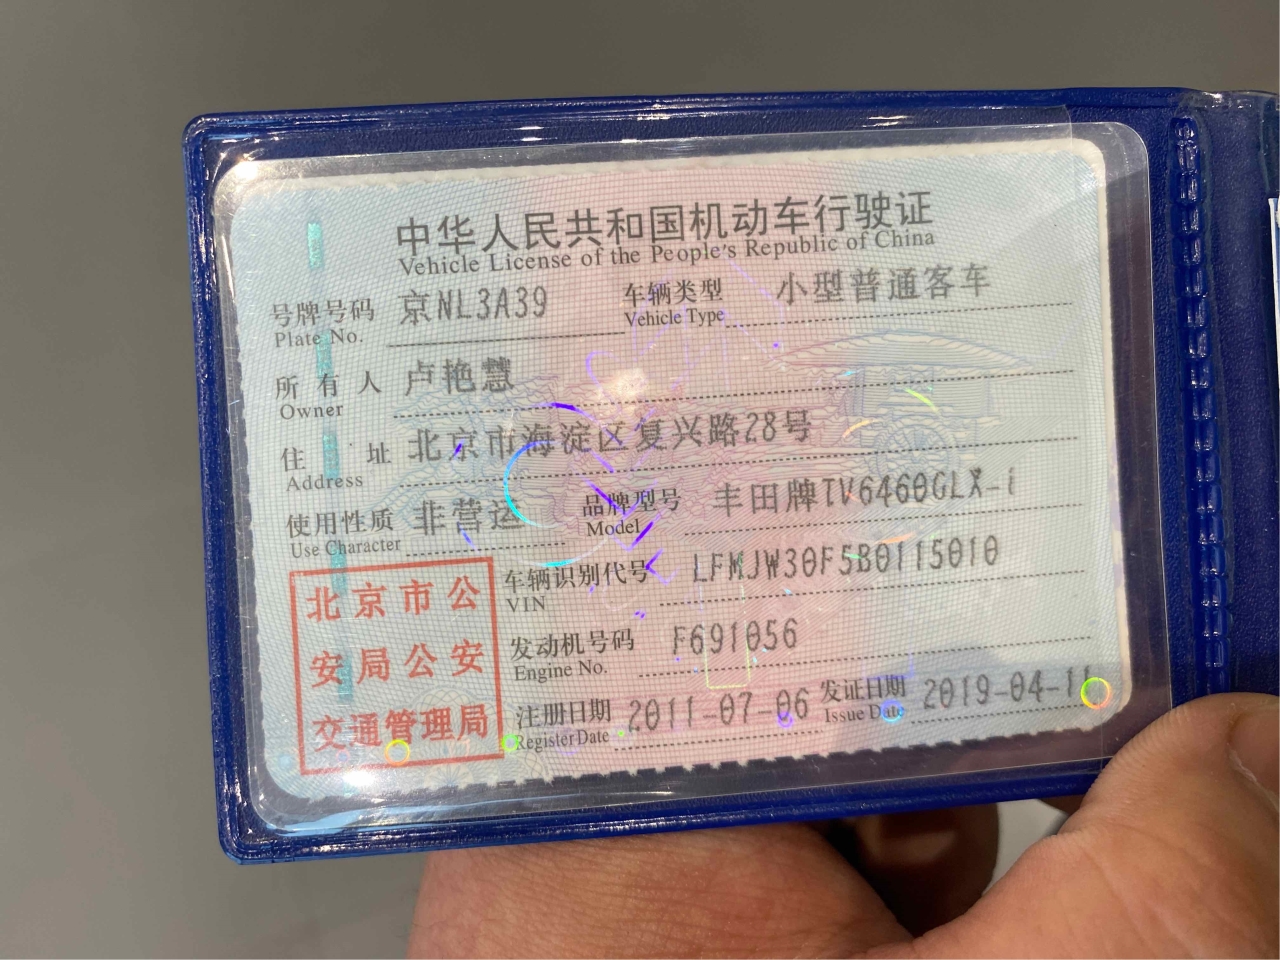 中华人民共和国机动车行驶证
Vehicle License of the People's Republic of China
号牌号码 京NL3A39 车辆类型 小型普通客车
Plate No. Vehicle Type
所有人 卢艳慧
Owner
住址 北京市海淀区复兴路28号
Address
使用性质 非营运 品牌型号 丰田牌TV6460GLX-i
Use Character Model
车辆识别代号 LFMJW30F5B0115010
VIN
发动机号码 F691056
Engine No.
注册日期 2011-07-06 发证日期 2019-04-11
Register Date Issue Date
北京市公
安局公安
交通管理局